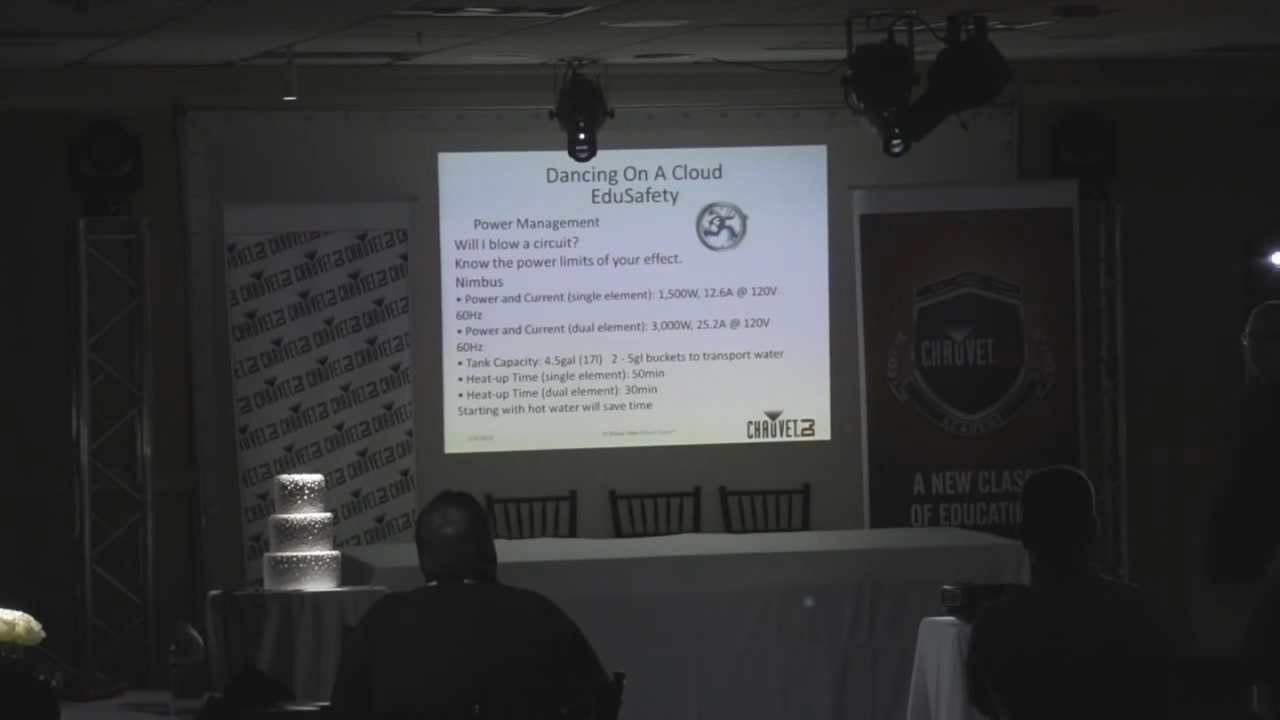 Dancing On A Cloud
EduSafety
Power Management
Will I blow a circuit?
Know the power limits of your effect.
Nimbus
• Power and Current (single element): 1,500W, 12.6A @ 120V
60Hz
• Power and Current (dual element): 3,000W, 25.2A @ 120V
60Hz
• Tank Capacity: 4.5gal (17l) 2 - 5gl buckets to transport water
• Heat-up Time (single element): 50min
• Heat-up Time (dual element): 30min
Starting with hot water will save time
CHAUVET
CHAUVET
ACADEMY
A NEW CLASS
OF EDUCATI
CHAUVET